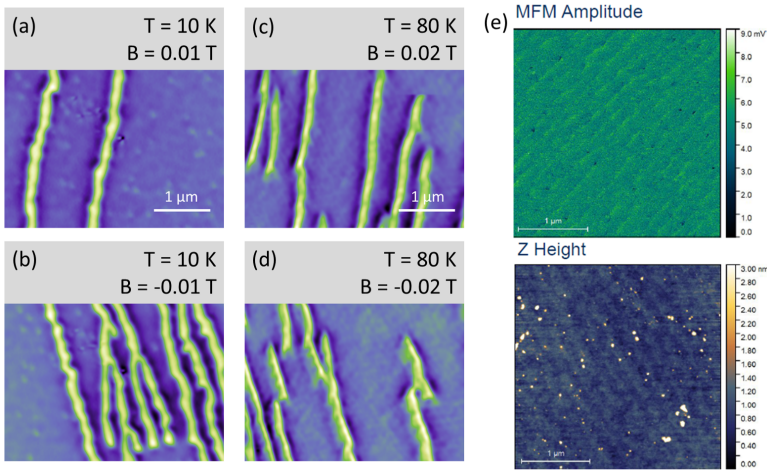 (a)
T = 10 K
B = 0.01 T
1 μm
(c)
T = 80 K
B = 0.02 T
1 μm
(b)
T = 10 K
B = -0.01 T
(d)
T = 80 K
B = -0.02 T
(e)
MFM Amplitude
9.0 mV
8.0
7.0
6.0
5.0
4.0
3.0
2.0
1.0
0.0
1 μm
Z Height
3.00 nm
2.80
2.60
2.40
2.20
2.00
1.80
1.60
1.40
1.20
1.00
0.80
0.60
0.40
0.00
1 μm